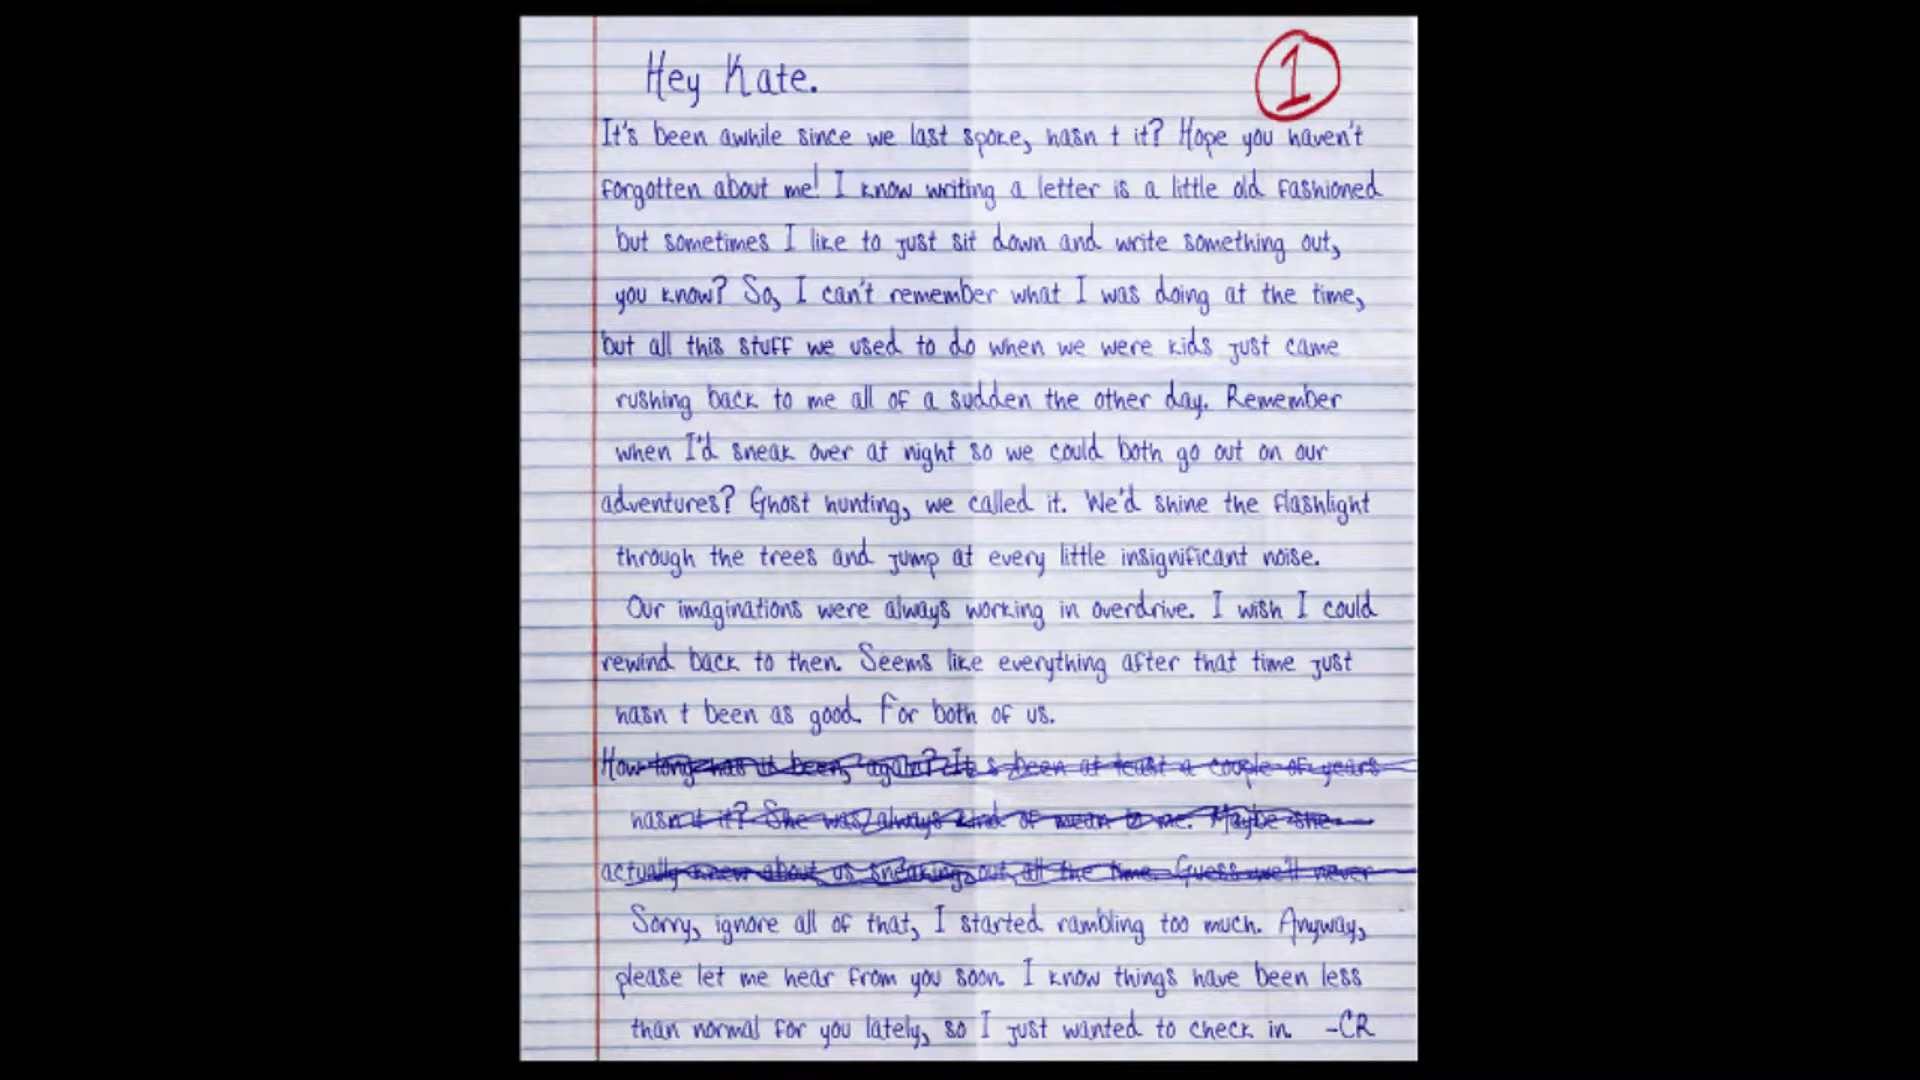 1
Hey Kate.
It's been awhile since we last spoke, hasn t it? Hope you haven't
forgotten about me! I know writing a letter is a little old fashioned
but sometimes I like to just sit down and write something out,
you know? So, I can't remember what I was doing at the time,
but all this stuff we used to do when we were kids just came
rushing back to me all of a sudden the other day. Remember
when I'd sneak over at night so we could both go out on our
adventures? Ghost hunting, we called it. We'd shine the flashlight
through the trees and jump at every little insignificant noise.
Our imaginations were always working in overdrive. I wish I could
rewind back to then. Seems like everything after that time just
hasn t been as good. For both of us.
How long has it been, again? It s been at least a couple of years
hasn t it? She was always kind of mean to me. Maybe she
actually knew about us sneaking out all the time. Guess we'll never
Sorry, ignore all of that, I started rambling too much. Anyway,
please let me hear from you soon. I know things have been less
than normal for you lately, so I just wanted to check in. -CR